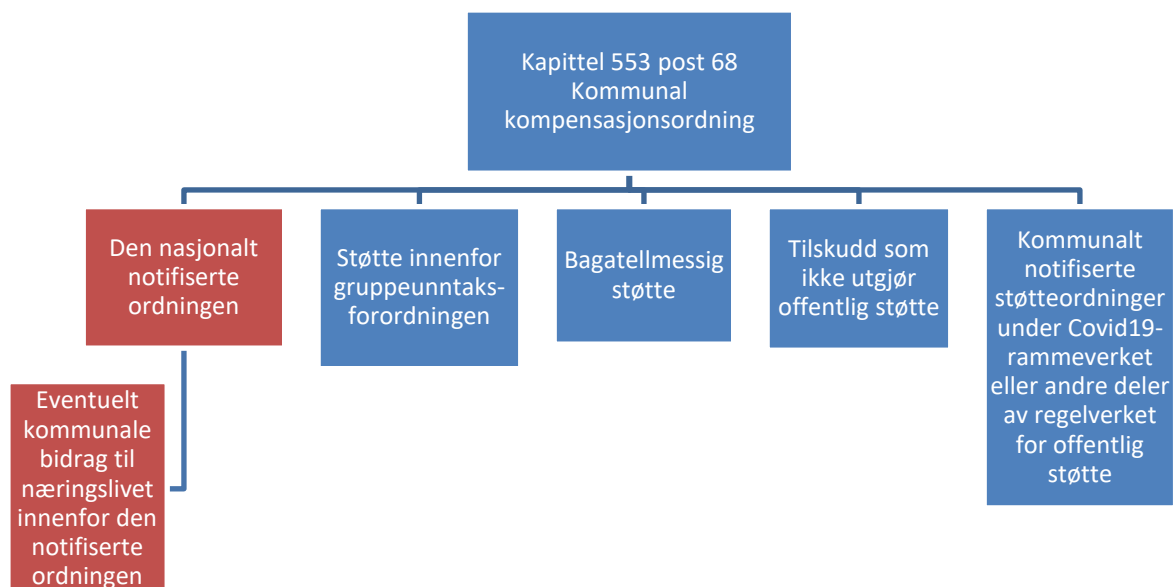 Kapittel 553 post 68
Kommunal
kompensasjonsordning
Den nasjonalt
notifiserte
ordningen
Støtte innenfor
gruppeunntaks-
forordningen
Bagatellmessig
støtte
Tilskudd som
ikke utgjør
offentlig støtte
Kommunalt
notifiserte
støtteordninger
under Covid19-
rammeverket
eller andre deler
av regelverket
for offentlig
støtte
Eventuelt
kommunale
bidrag til
næringslivet
innenfor den
notifiserte
ordningen